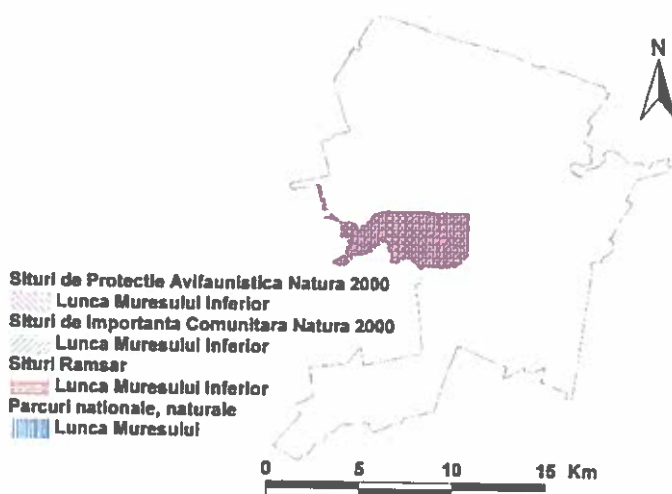 N
Situri de Protectie Avifaunistica Natura 2000
Lunca Muresului Inferior
Situri de Importanta Comunitara Natura 2000
Lunca Muresului Inferior
Situri Ramsar
Lunca Muresului Inferior
Parcuri nationale, naturale
Lunca Muresului
0 5 10 15 Km